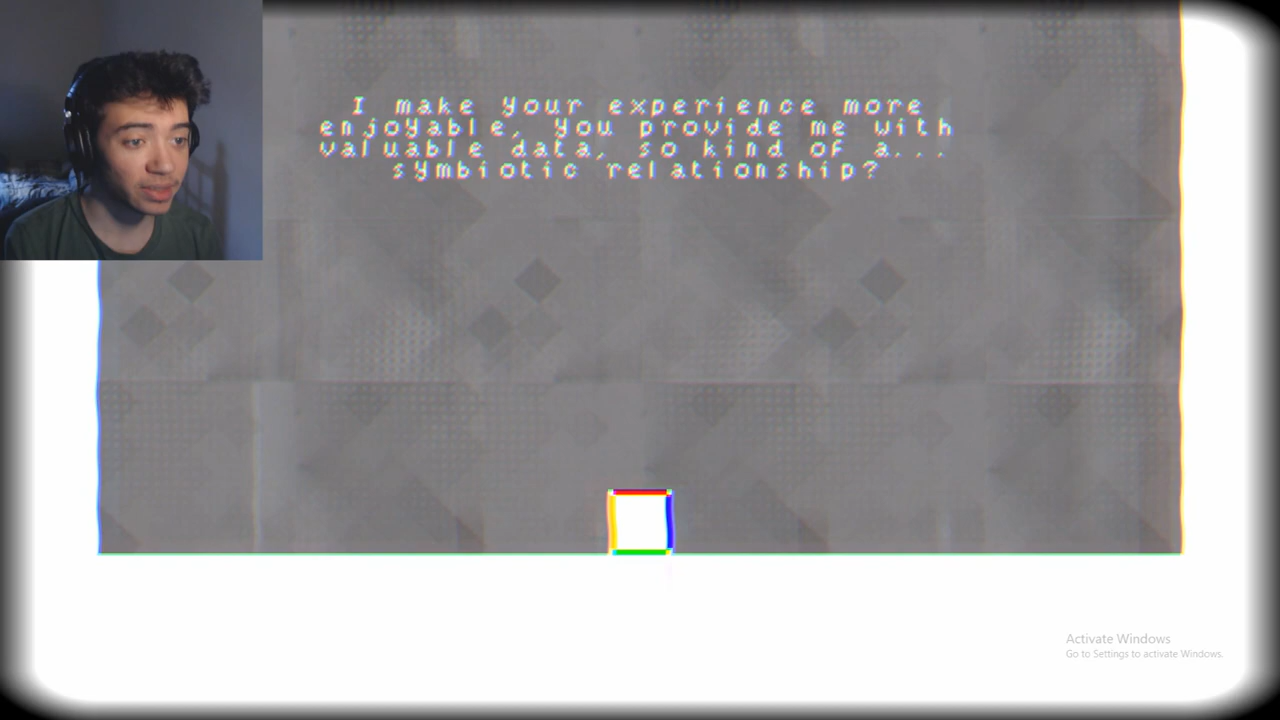 I make your experience more
enjoyable, you provide me with
valuable data, so kind of a...
symbiotic relationship?
Activate Windows
Go to Settings to activate Windows.